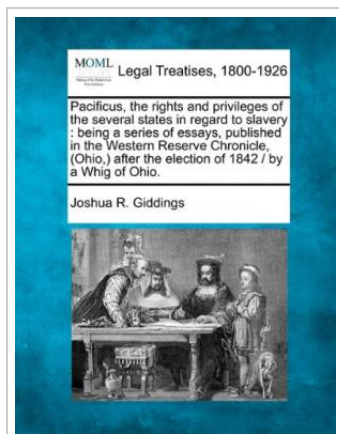 MOML
Legal Treatises, 1800-1926
Pacificus, the rights and privileges of
the several states in regard to slavery
: being a series of essays, published
in the Western Reserve Chronicle,
(Ohio,) after the election of 1842 / by
a Whig of Ohio.
Joshua R. Giddings